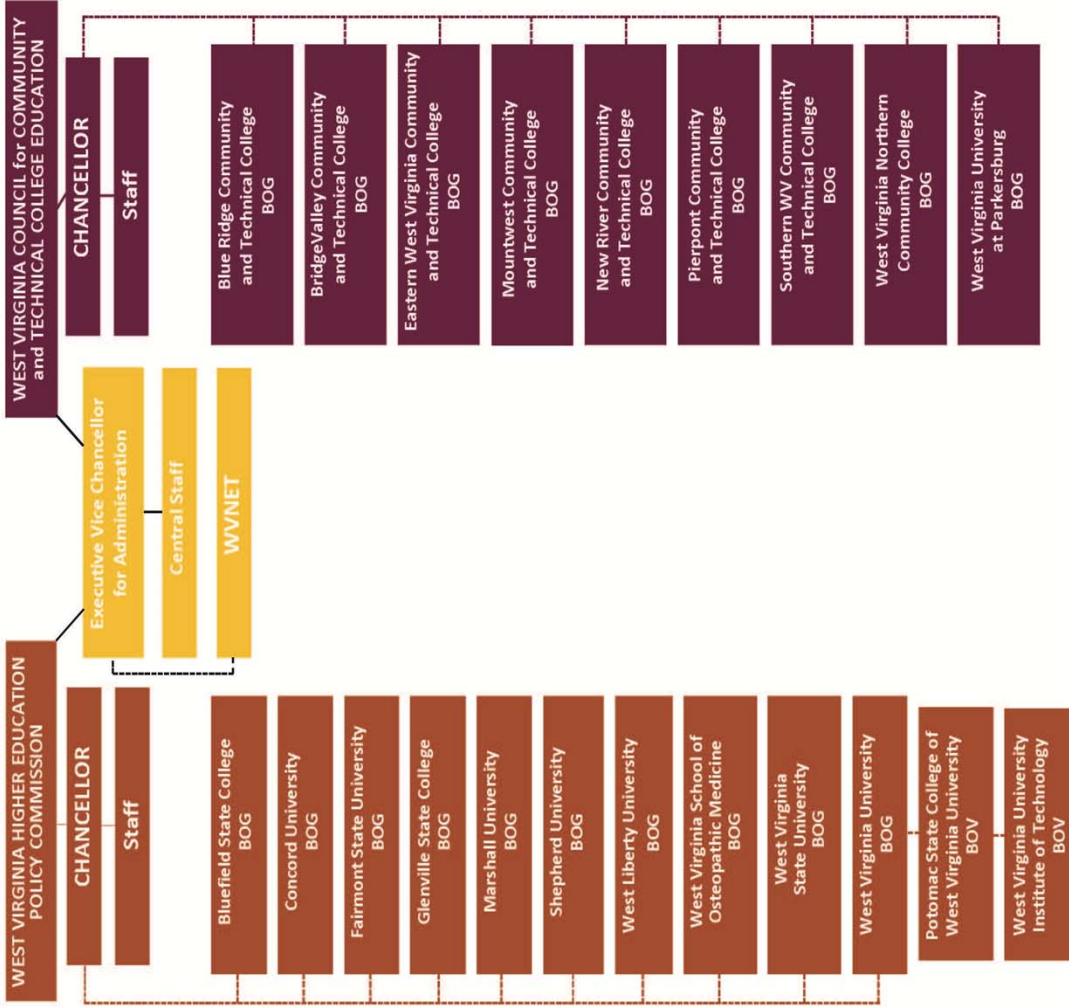 WEST VIRGINIA HIGHER EDUCATION
POLICY COMMISSION
CHANCELLOR
Staff
Bluefield State College
BOG
Concord University
BOG
Fairmont State University
BOG
Glenville State College
BOG
Marshall University
BOG
Shepherd University
BOG
West Liberty University
BOG
West Virginia School of
Osteopathic Medicine
BOG
West Virginia
State University
BOG
West Virginia University
BOG
Potomac State College of
West Virginia University
BOV
West Virginia University
Institute of Technology
BOV
Executive Vice Chancellor
for Administration
Central Staff
WVNET
WEST VIRGINIA COUNCIL for COMMUNITY
and TECHNICAL COLLEGE EDUCATION
CHANCELLOR
Staff
Blue Ridge Community
and Technical College
BOG
BridgeValley Community
and Technical College
BOG
Eastern West Virginia Community
and Technical College
BOG
Mountwest Community
and Technical College
BOG
New River Community
and Technical College
BOG
Pierpont Community
and Technical College
BOG
Southern WV Community
and Technical College
BOG
West Virginia Northern
Community College
BOG
West Virginia University
at Parkersburg
BOG